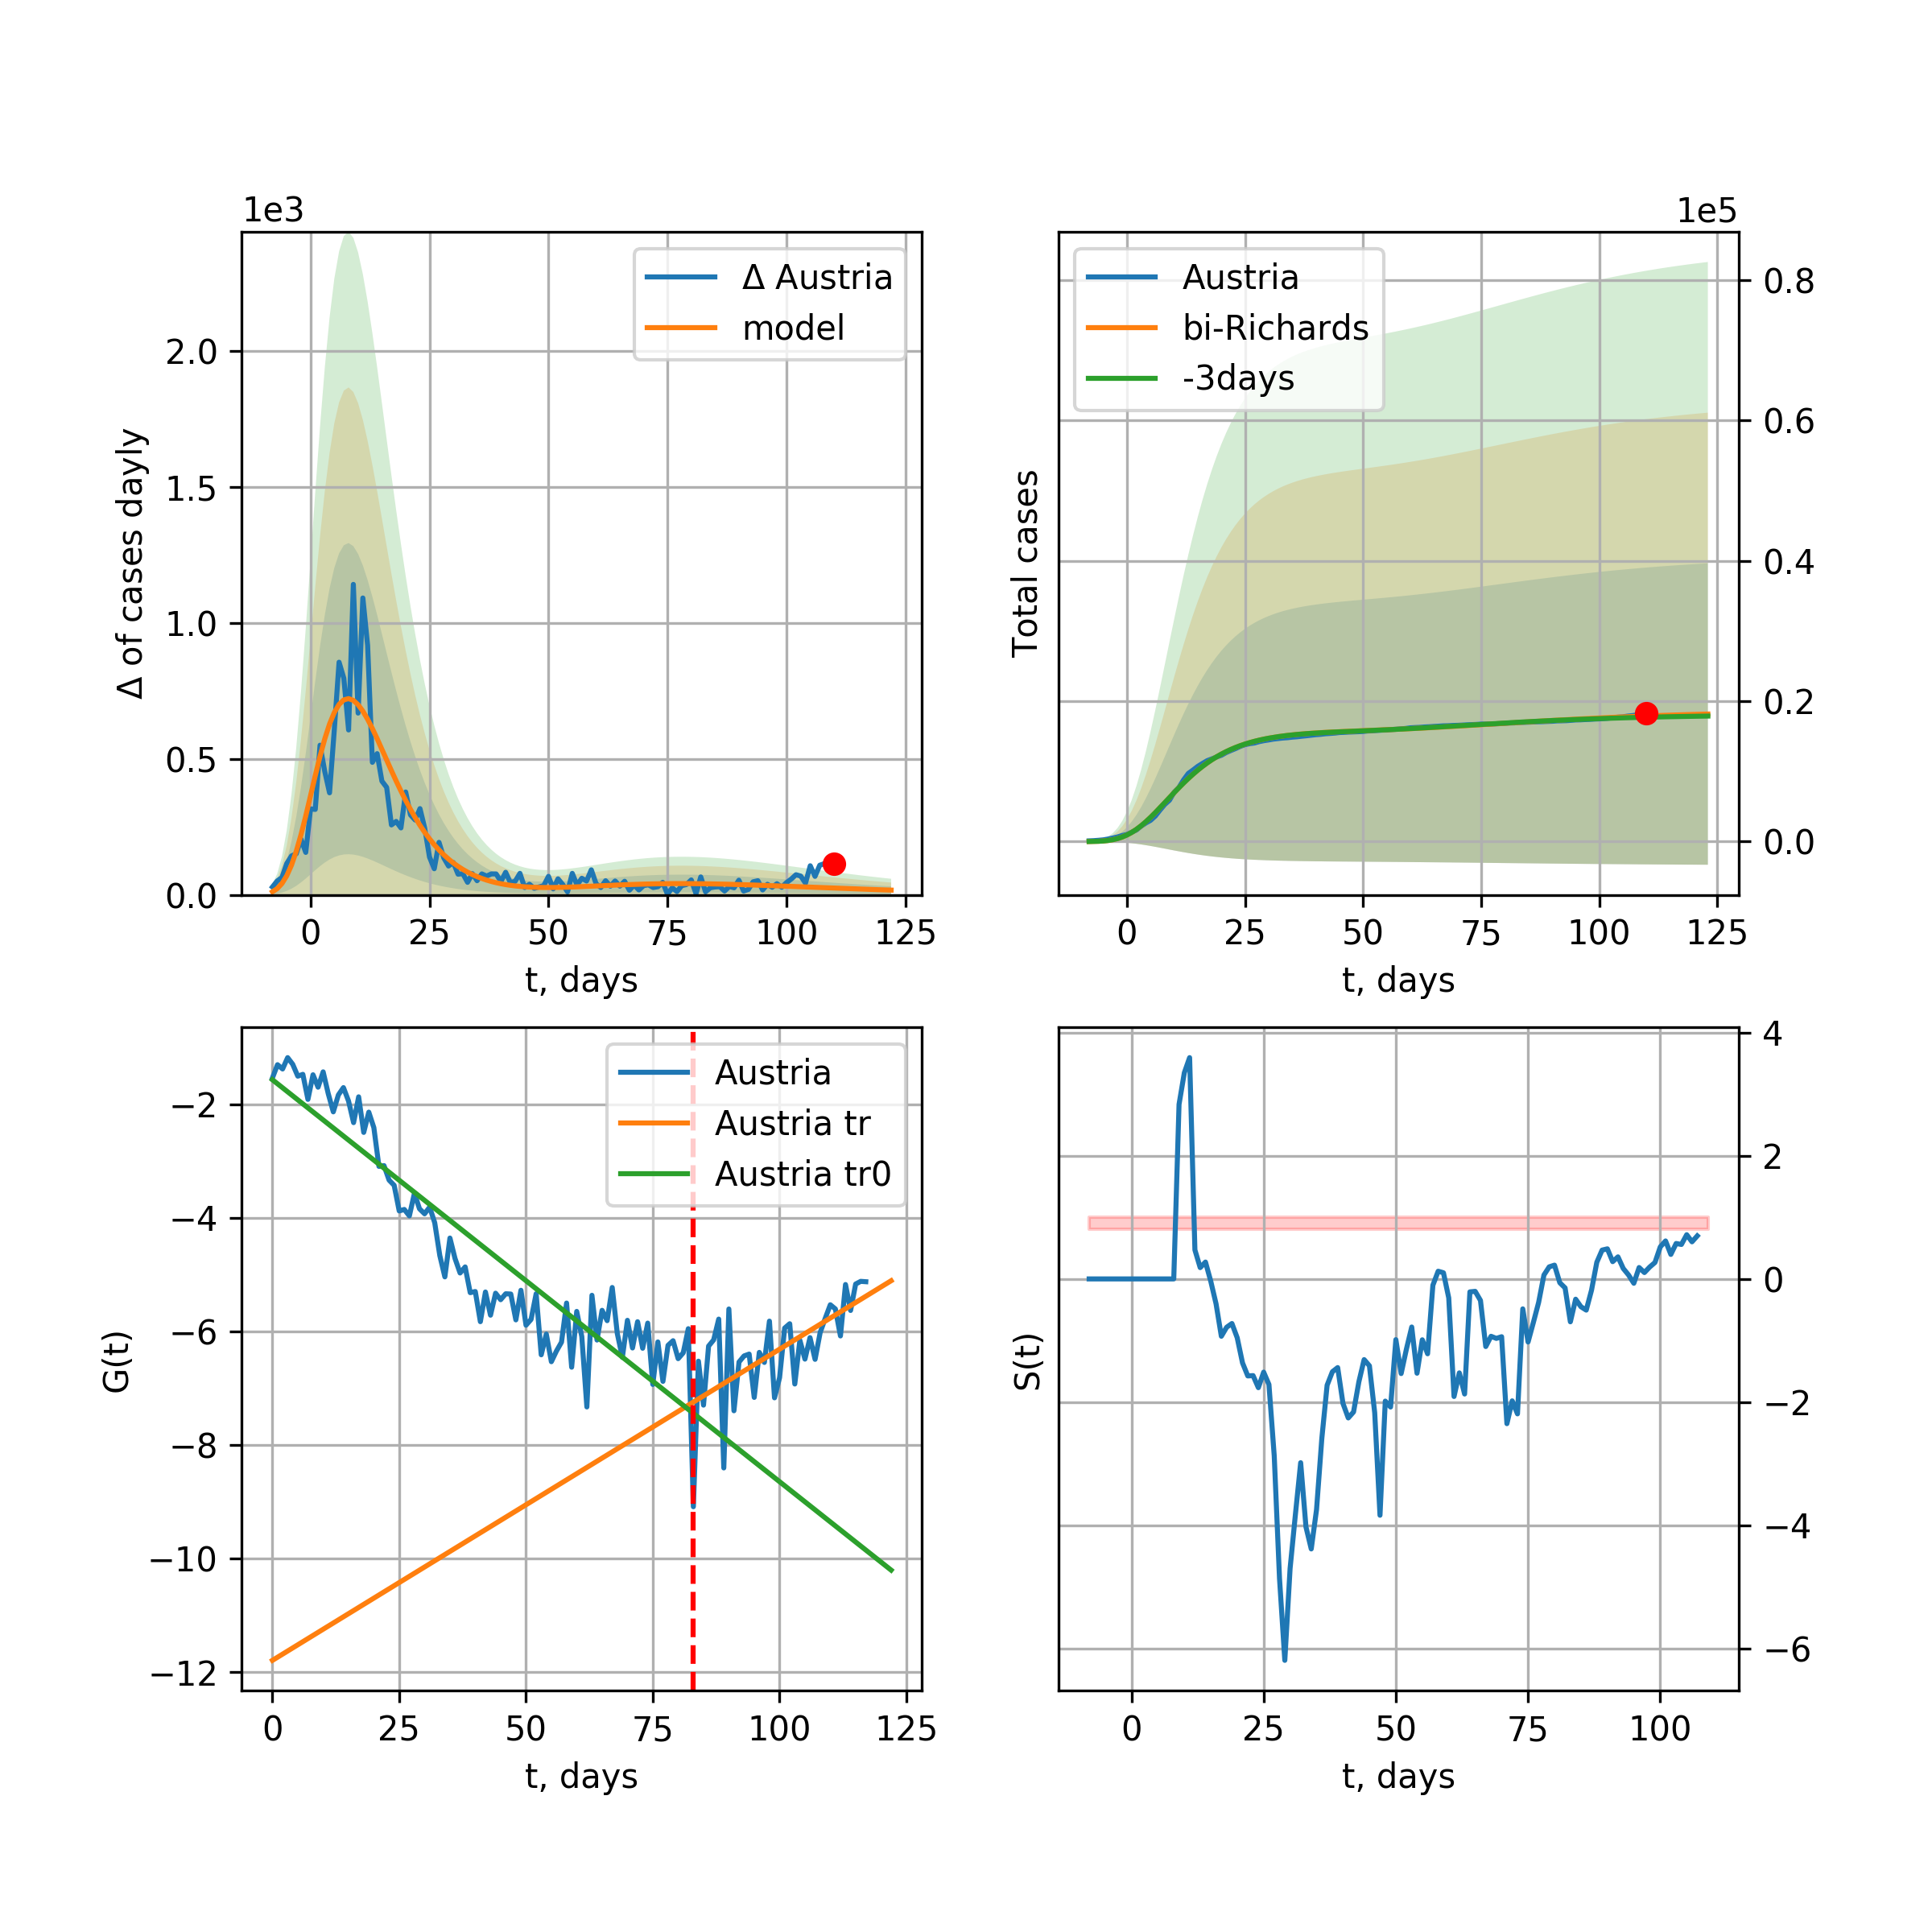 1e3
Δ Austria
model
2.0
1.5
1.0
0.5
0.0
Δ of cases dayly
0 25 50 75 100 125
t, days
1e5
Austria
bi-Richards
-3days
0.8
0.6
0.4
0.2
0.0
Total cases
0 25 50 75 100 125
t, days
Austria
Austria tr
Austria tr0
−2
−4
−6
−8
−10
−12
G(t)
0 25 50 75 100 125
t, days
4
2
0
−2
−4
−6
S(t)
0 25 50 75 100
t, days